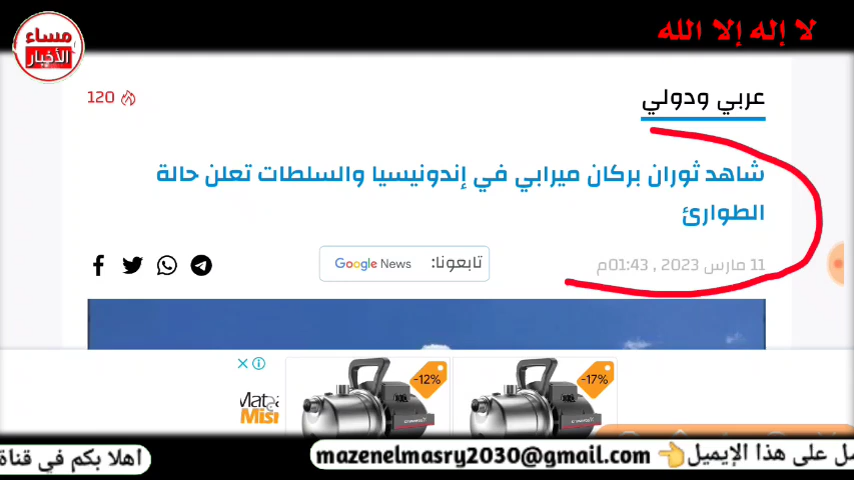 مساء
الأخبار
لا إله إلا الله
120
عربي ودولي
شاهد ثوران بركان ميرابي في إندونيسيا والسلطات تعلن حالة
الطوارئ
11 مارس 2023 , 01:43م
تابعونا: Google News
-12%
-17%
Misi
اهلا بكم في قناة
mazenelmasry2030@gmail.com 👈 على هذا الإيميل